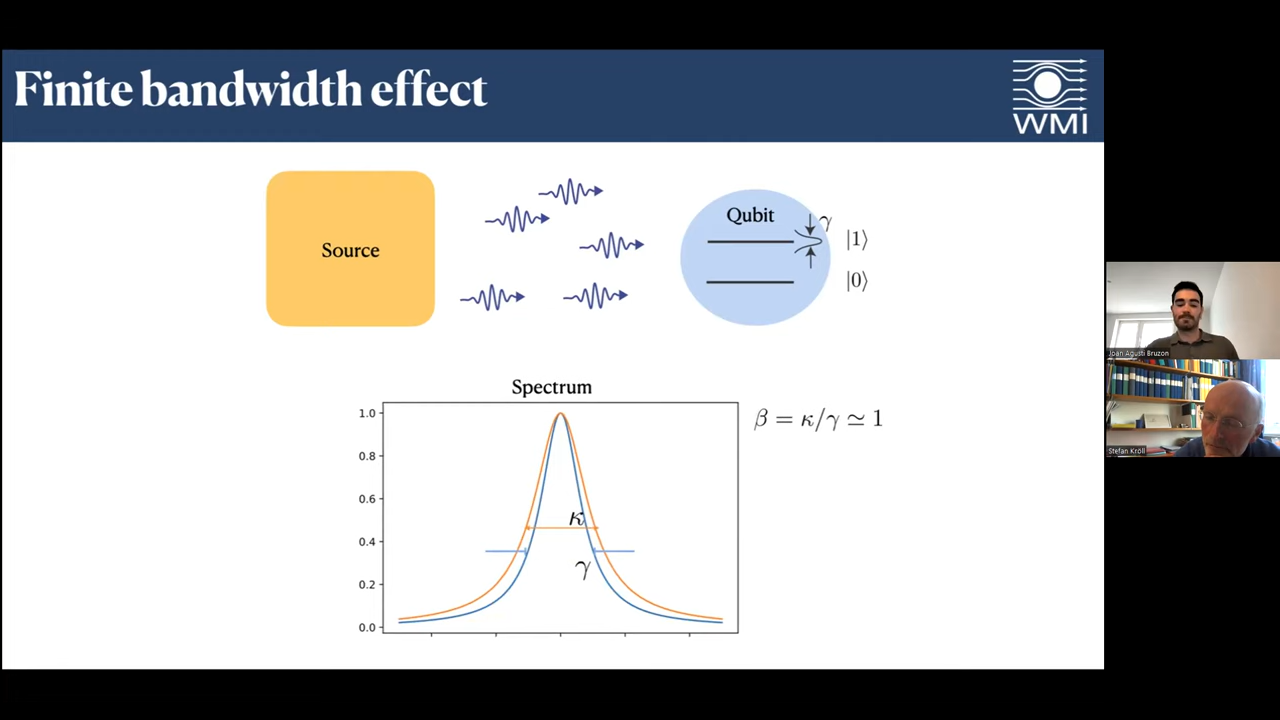 Finite bandwidth effect
WMI
Source
Qubit
γ
|1⟩
|0⟩
Spectrum
1.0
0.8
0.6
0.4
0.2
0.0
κ
γ
β = κ/γ ≃ 1
Joan Agusti Bruzon
Stefan Kröll